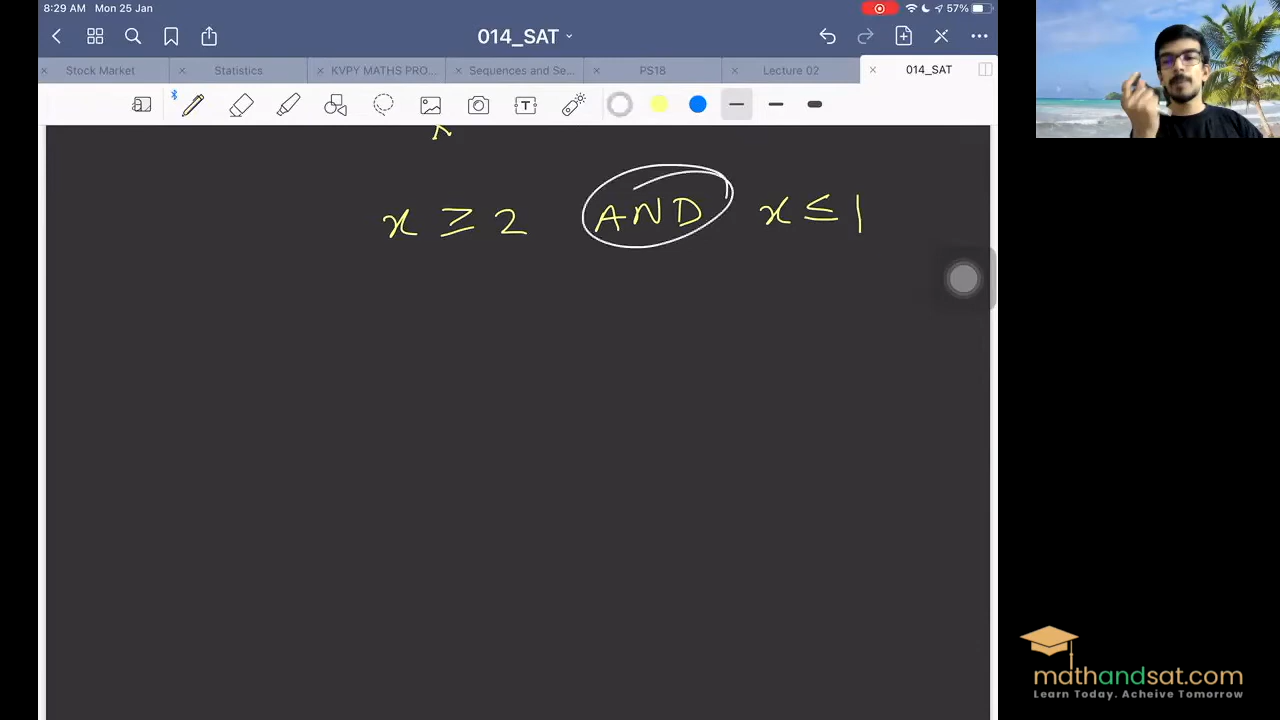 8:29 AM Mon 25 Jan
57%
014_SAT
Stock Market
Statistics
KVPY MATHS PRO...
Sequences and Se...
PS18
Lecture 02
014_SAT
T
x ≥ 2 AND x ≤ 1
mathandsat.com
Learn Today. Acheive Tomorrow